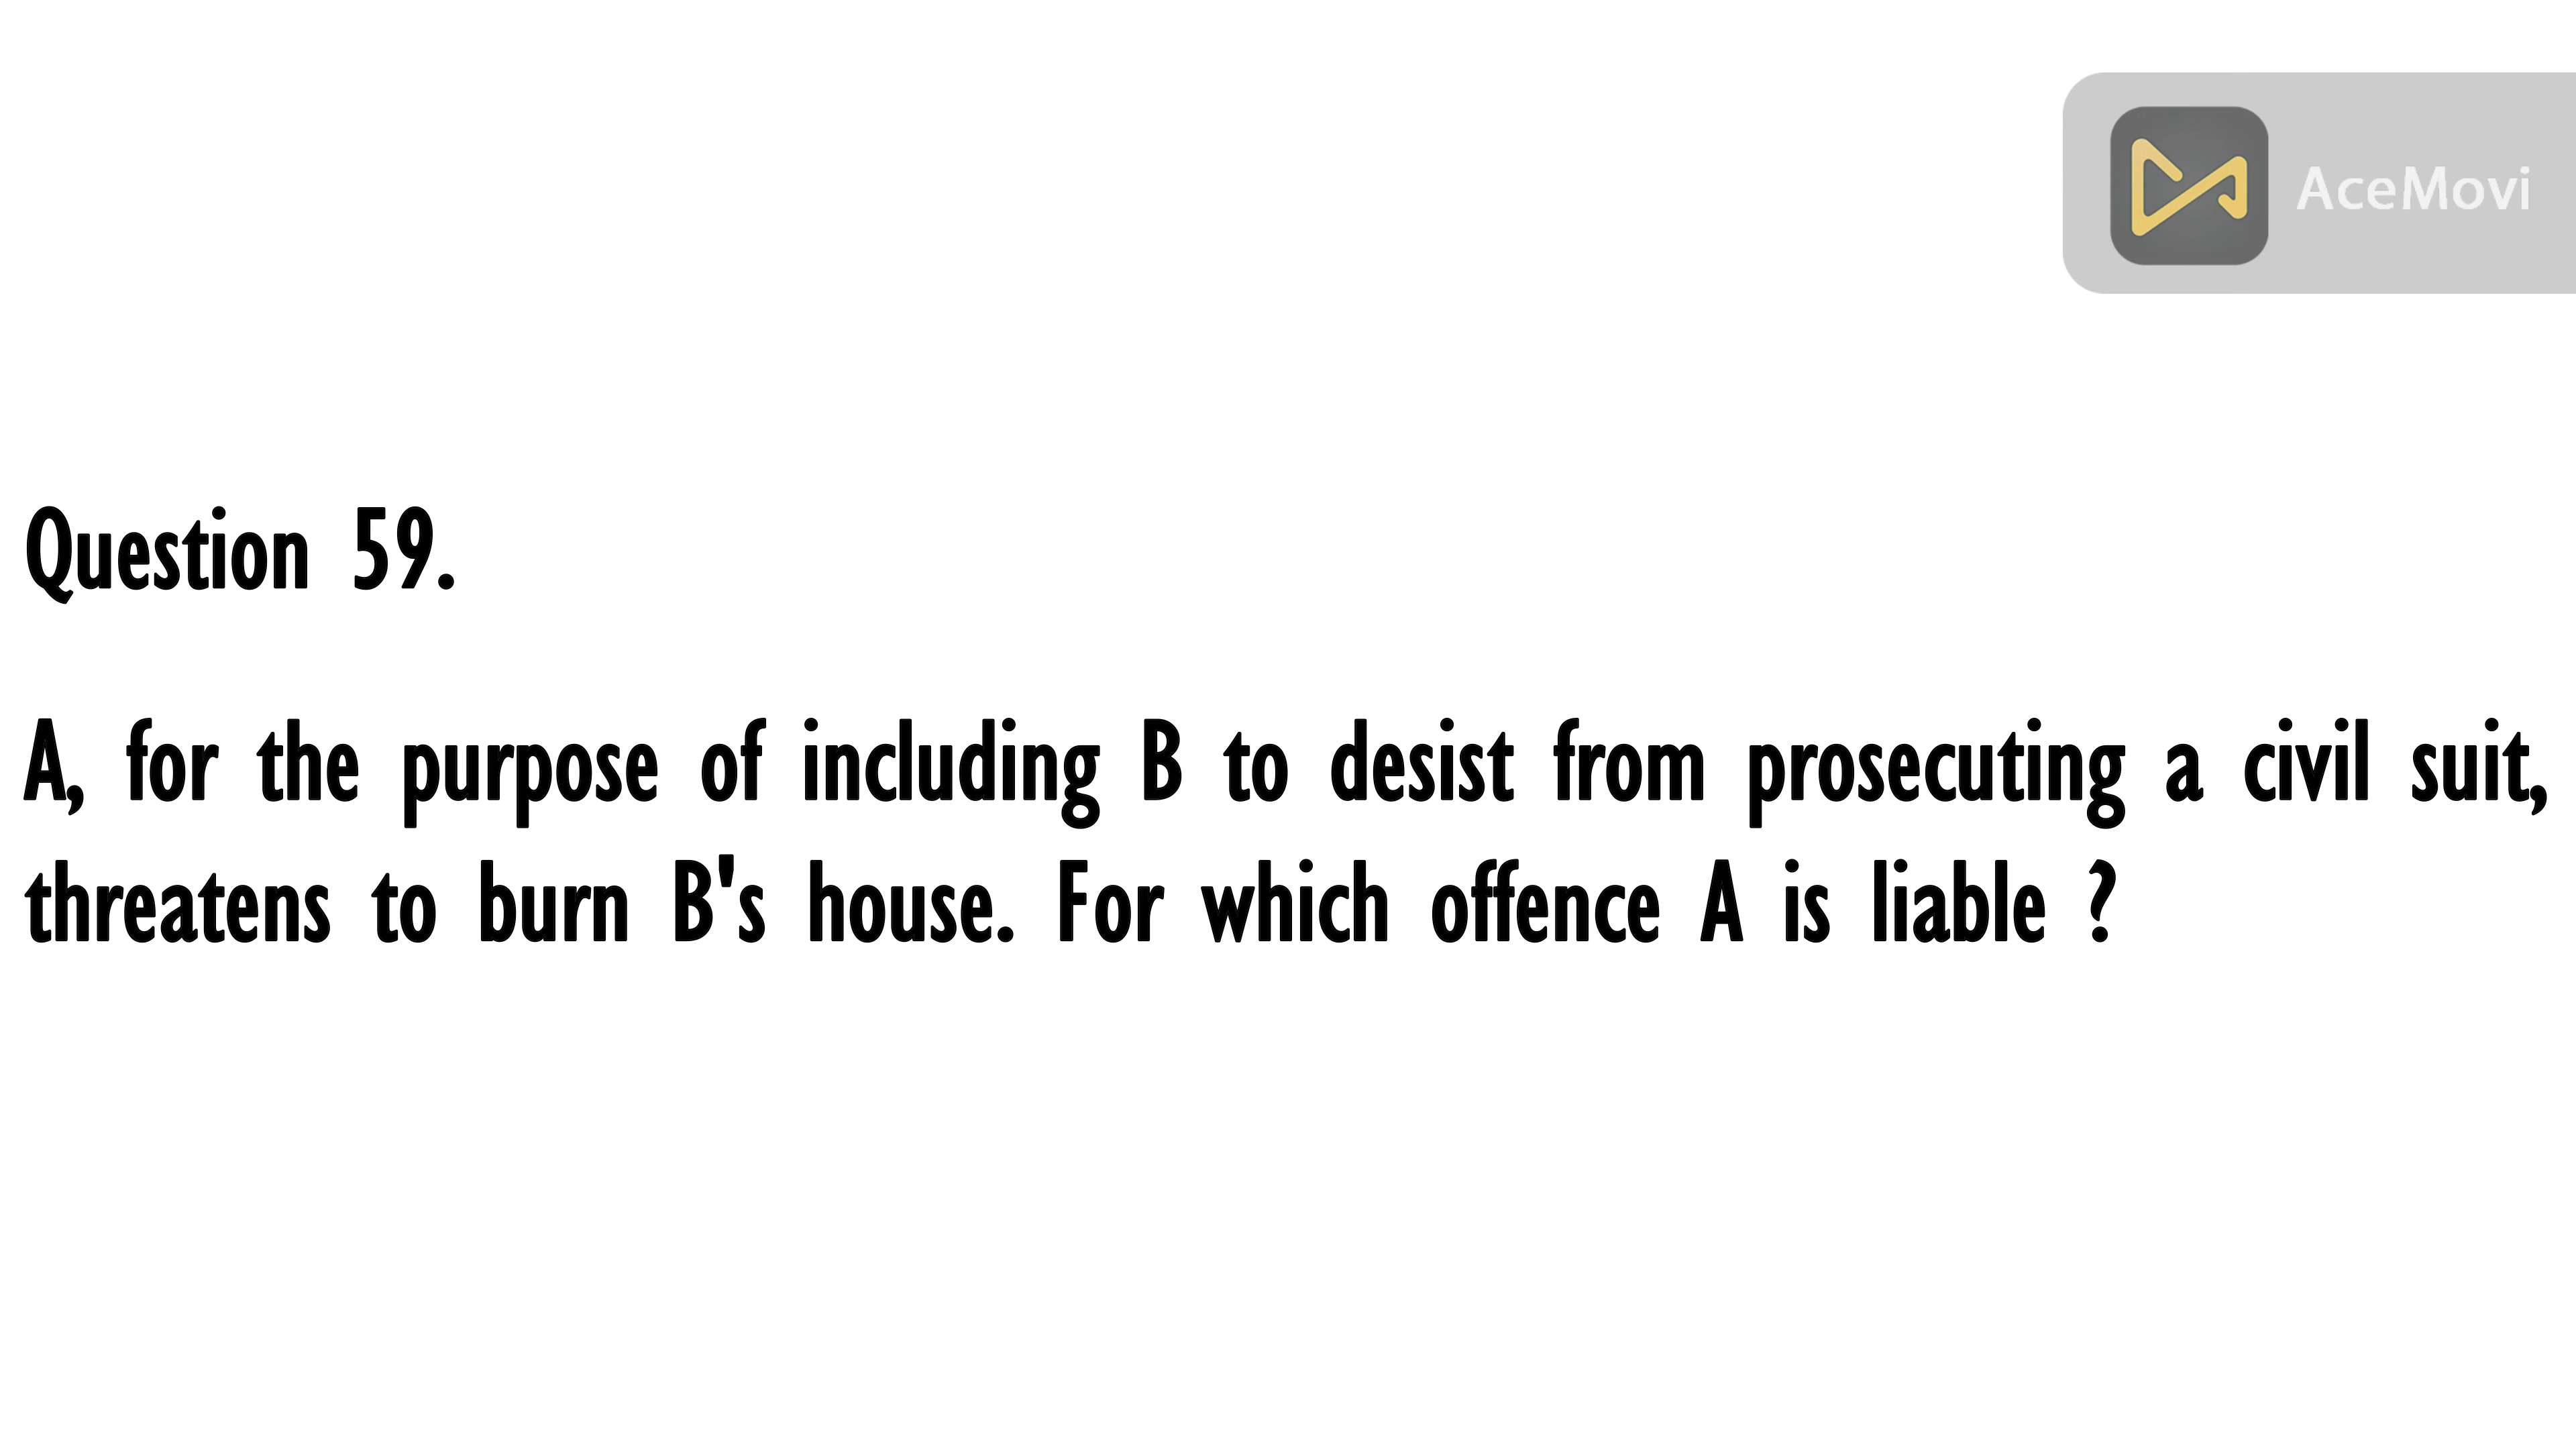 AceMovi
Question 59.
A, for the purpose of including B to desist from prosecuting a civil suit,
threatens to burn B's house. For which offence A is liable ?